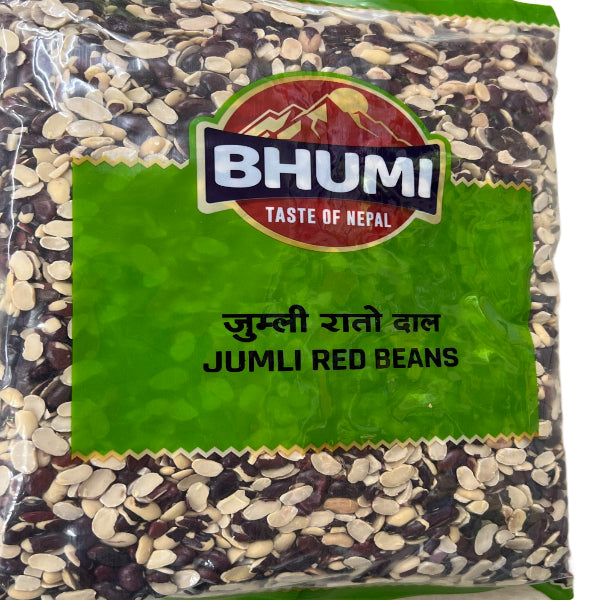 BHUMI
TASTE OF NEPAL
जुम्ली रातो दाल
JUMLI RED BEANS